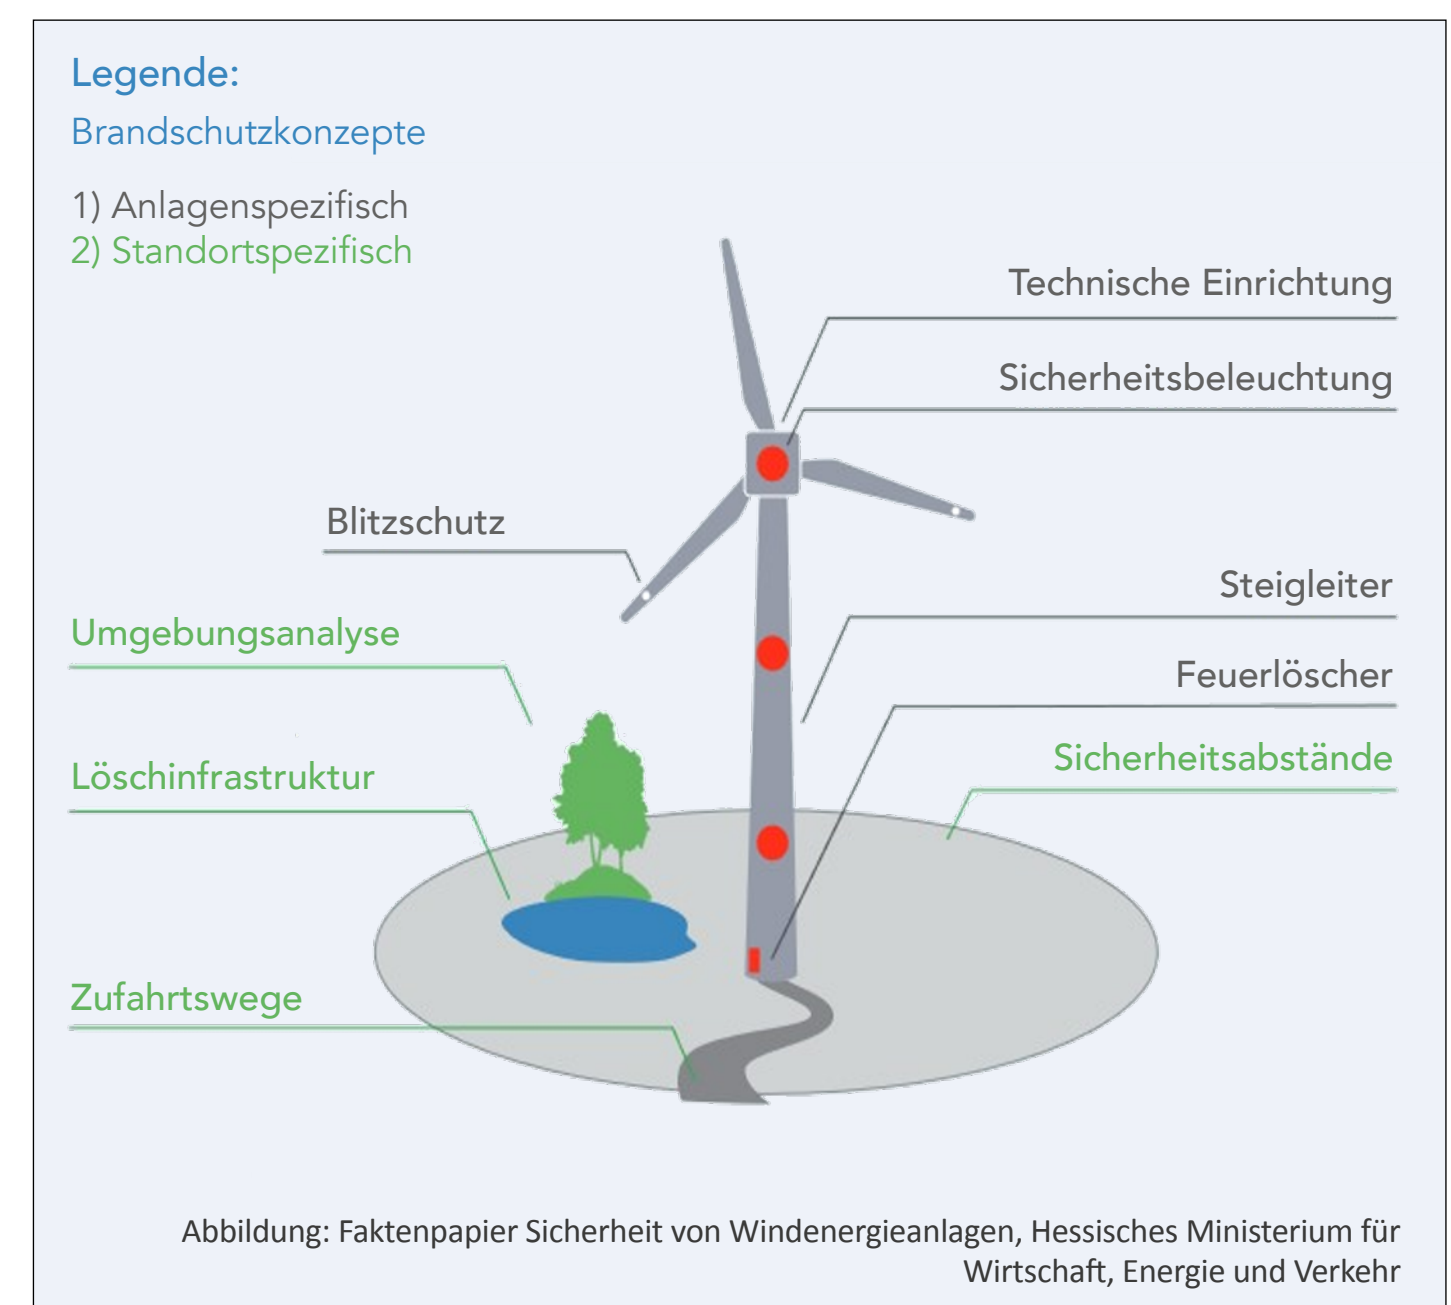 Legende:
Brandschutzkonzepte
1) Anlagenspezifisch
2) Standortspezifisch
Technische Einrichtung
Sicherheitsbeleuchtung
Blitzschutz
Steigleiter
Umgebungsanalyse
Feuerlöscher
Sicherheitsabstände
Löschinfrastruktur
Zufahrtswege
Abbildung: Faktenpapier Sicherheit von Windenergieanlagen, Hessisches Ministerium für
Wirtschaft, Energie und Verkehr